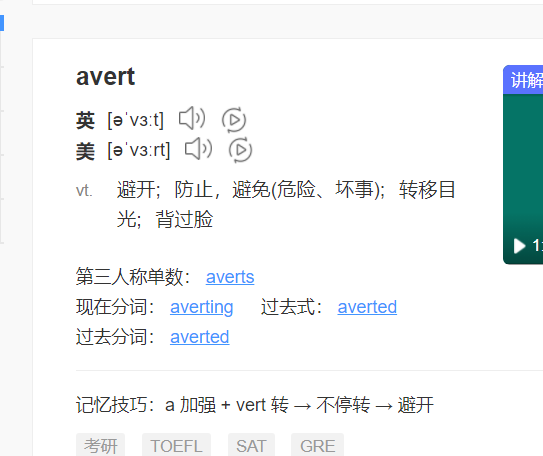 avert
英 [əˈvɜːt]
美 [əˈvɜːrt]
vt. 避开；防止，避免(危险、坏事)；转移目
光；背过脸
第三人称单数： averts
现在分词： averting 过去式： averted
过去分词： averted
记忆技巧：a 加强 + vert 转 → 不停转 → 避开
考研 TOEFL SAT GRE
讲解